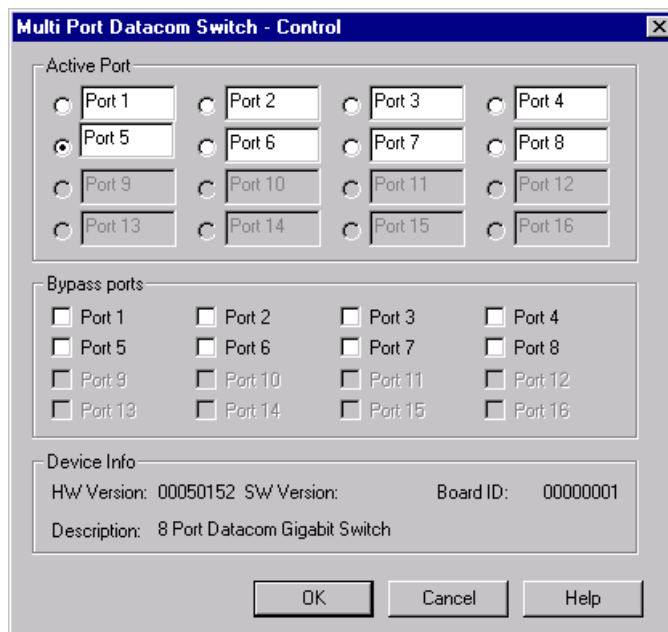 Multi Port Datacom Switch - Control
Active Port
Port 1 Port 2 Port 3 Port 4
Port 5 Port 6 Port 7 Port 8
Port 9 Port 10 Port 11 Port 12
Port 13 Port 14 Port 15 Port 16
Bypass ports
Port 1 Port 2 Port 3 Port 4
Port 5 Port 6 Port 7 Port 8
Port 9 Port 10 Port 11 Port 12
Port 13 Port 14 Port 15 Port 16
Device Info
HW Version: 00050152 SW Version: Board ID: 00000001
Description: 8 Port Datacom Gigabit Switch
OK Cancel Help